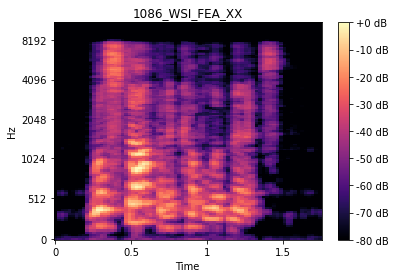 1086_WSI_FEA_XX
Hz
8192
4096
2048
1024
512
0
0
0.5
1
1.5
Time
+0 dB
-10 dB
-20 dB
-30 dB
-40 dB
-50 dB
-60 dB
-70 dB
-80 dB